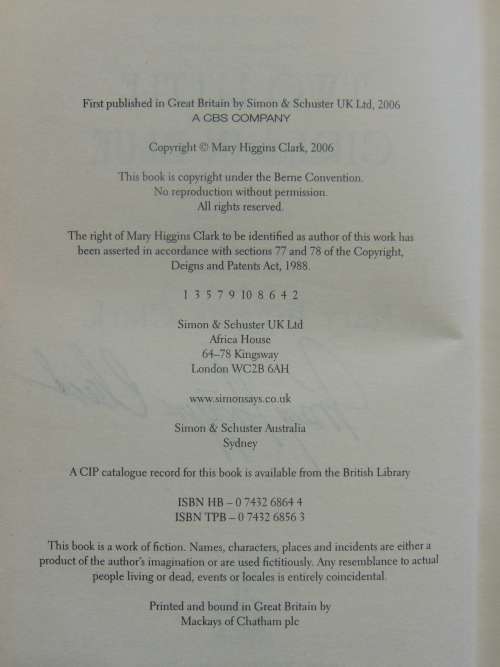 First published in Great Britain by Simon & Schuster UK Ltd, 2006
A CBS COMPANY
Copyright © Mary Higgins Clark, 2006
This book is copyright under the Berne Convention.
No reproduction without permission.
All rights reserved.
The right of Mary Higgins Clark to be identified as author of this work has
been asserted in accordance with sections 77 and 78 of the Copyright,
Deigns and Patents Act, 1988.
1 3 5 7 9 10 8 6 4 2
Simon & Schuster UK Ltd
Africa House
64–78 Kingsway
London WC2B 6AH
www.simonsays.co.uk
Simon & Schuster Australia
Sydney
A CIP catalogue record for this book is available from the British Library
ISBN HB – 0 7432 6864 4
ISBN TPB – 0 7432 6856 3
This book is a work of fiction. Names, characters, places and incidents are either a
product of the author's imagination or are used fictitiously. Any resemblance to actual
people living or dead, events or locales is entirely coincidental.
Printed and bound in Great Britain by
Mackays of Chatham plc